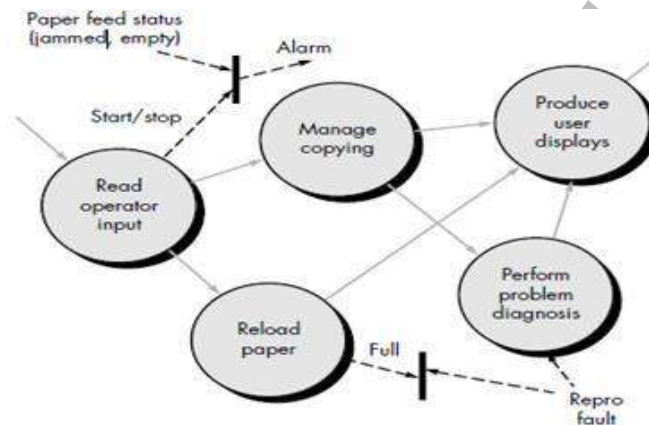 Paper feed status
(jammed, empty)
Alarm
Start/stop
Read
operator
input
Manage
copying
Produce
user
displays
Reload
paper
Full
Perform
problem
diagnosis
Repro
fault